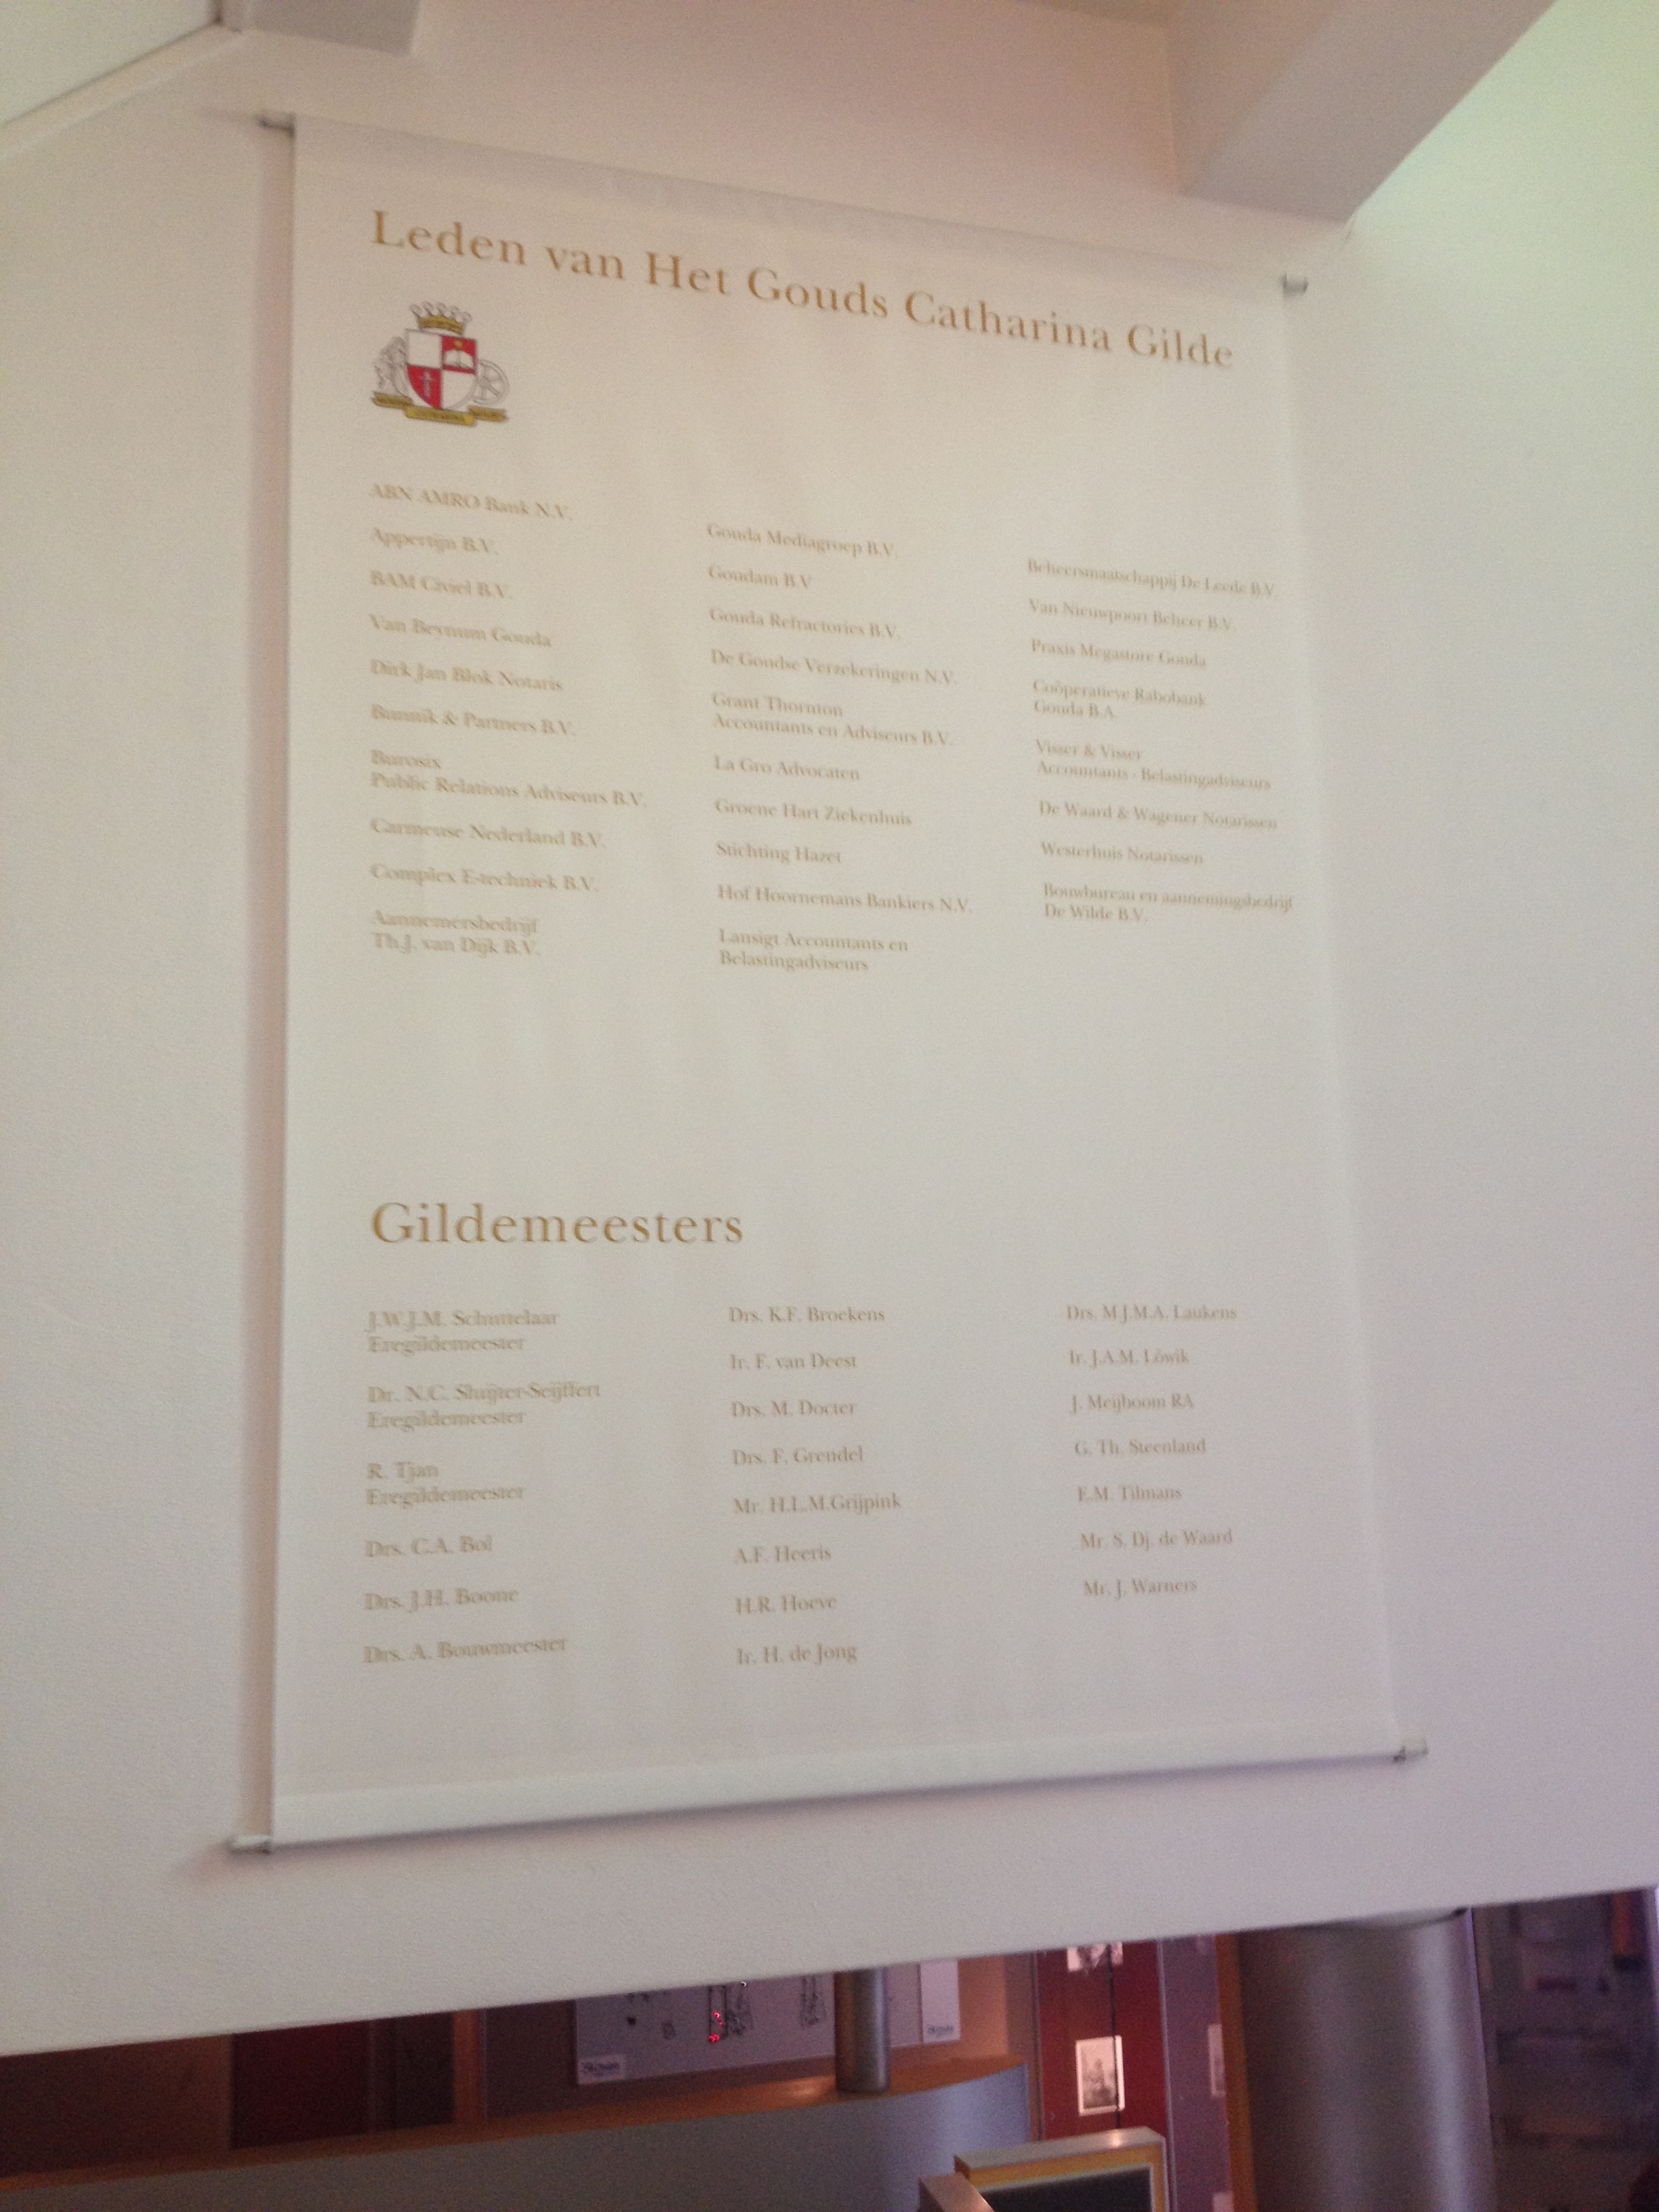 Leden van Het Gouds Catharina Gilde
ABN AMRO Bank N.V.
Appertijn B.V.
BAM Civiel B.V.
Van Beynum Gouda
Dirk Jan Blok Notaris
Bunnik & Partners B.V.
Burosix
Public Relations Adviseurs B.V.
Carmeuse Nederland B.V.
Complex E-techniek B.V.
Aannemersbedrijf
Th.J. van Dijk B.V.
Gouda Mediagroep B.V.
Goudam B.V
Gouda Refractories B.V.
De Goudse Verzekeringen N.V.
Grant Thornton
Accountants en Adviseurs B.V.
La Gro Advocaten
Groene Hart Ziekenhuis
Stichting Hazet
Hof Hoornemans Bankiers N.V.
Lansigt Accountants en
Belastingadviseurs
Beheersmaatschappij De Leede B.V.
Van Nieuwpoort Beheer B.V.
Praxis Megastore Gouda
Coöperatieve Rabobank
Gouda B.A.
Visser & Visser
Accountants - Belastingadviseurs
De Waard & Wagener Notarissen
Westerhuis Notarissen
Bouwbureau en aannemingsbedrijf
De Wilde B.V.
Gildemeesters
J.W.J.M. Schuttelaar
Eregildemeester
Dr. N.C. Sluijter-Seijffert
Eregildemeester
R. Tjan
Eregildemeester
Drs. C.A. Bol
Drs. J.H. Boone
Drs. A. Bouwmeester
Drs. K.F. Broekens
Ir. F. van Deest
Drs. M. Docter
Drs. F. Grendel
Mr. H.L.M.Grijpink
A.F. Heeris
H.R. Hoeve
Ir. H. de Jong
Drs. M.J.M.A. Laukens
Ir. J.A.M. Löwik
J. Meijboom RA
G. Th. Steenland
E.M. Tilmans
Mr. S. Dj. de Waard
Mr. J. Warners